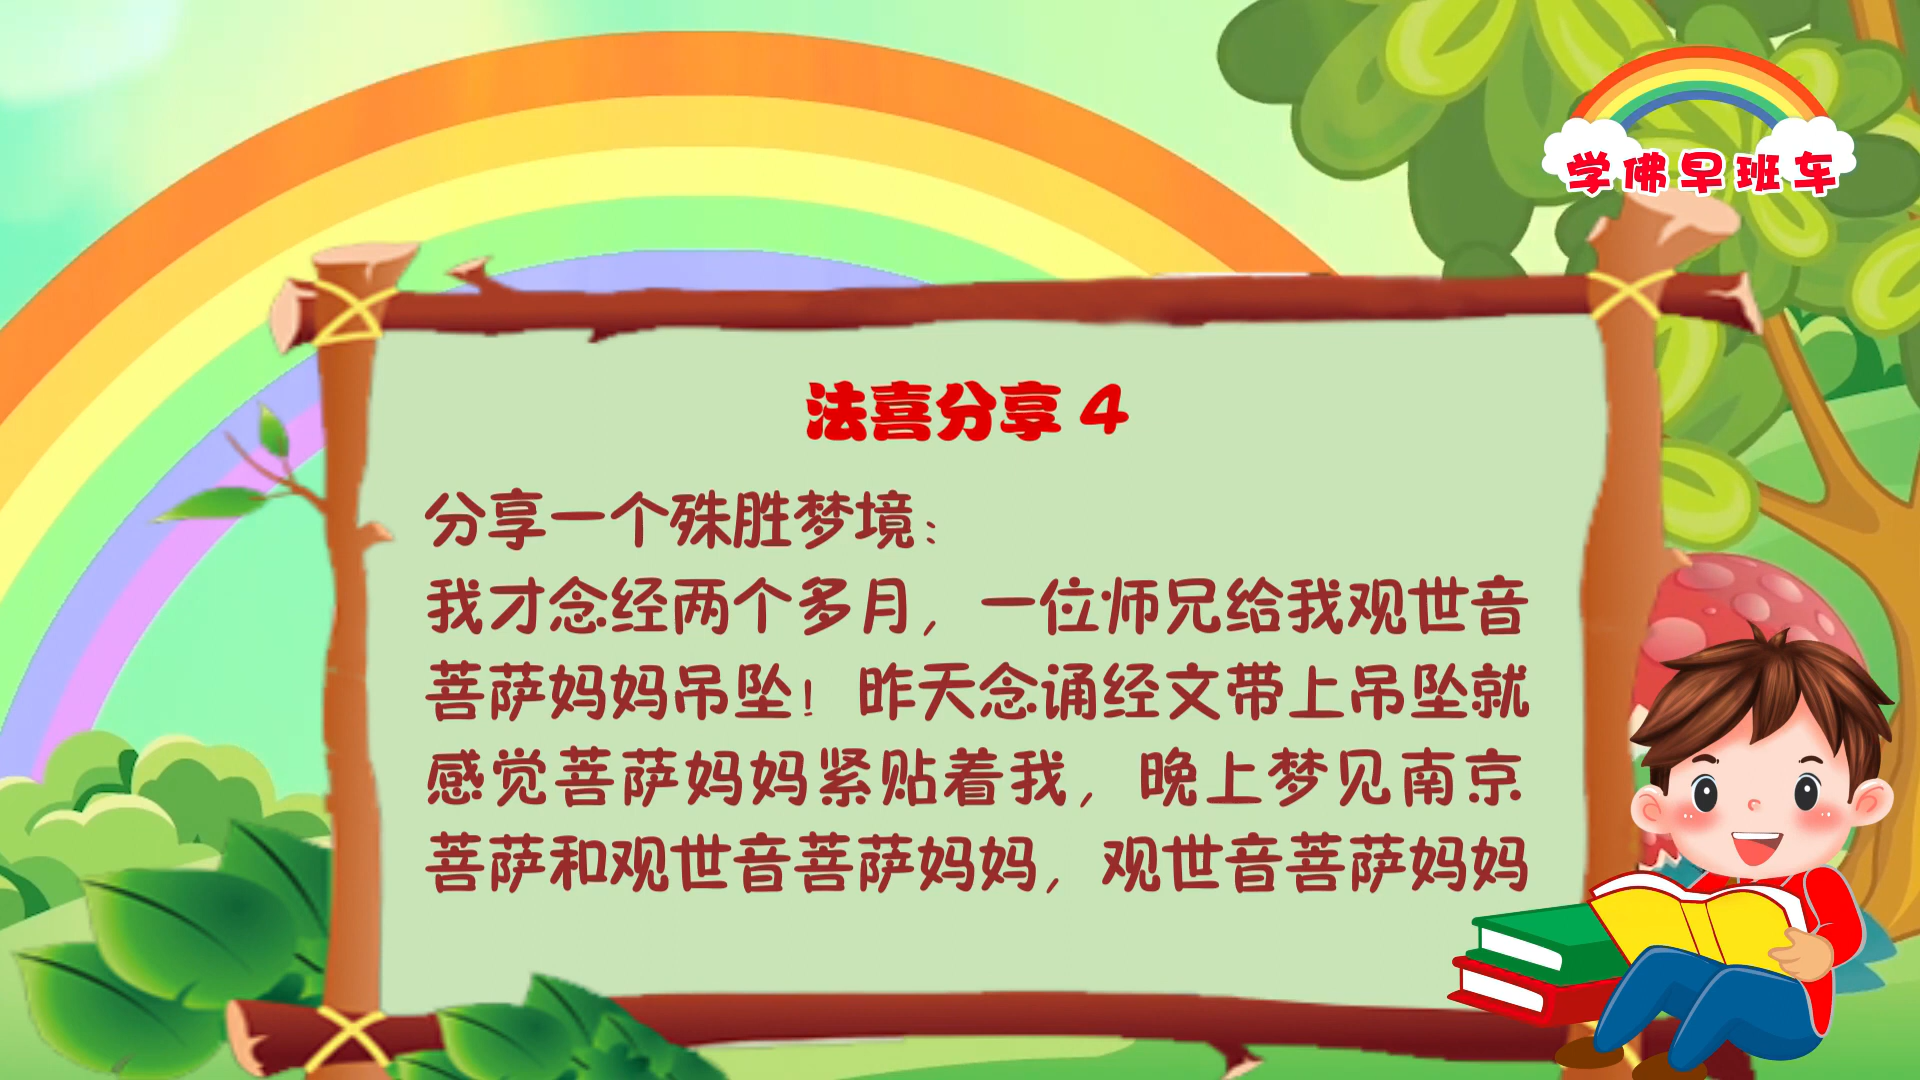 学佛早班车
法喜分享4
分享一个殊胜梦境：
我才念经两个多月，一位师兄给我观世音
菩萨妈妈吊坠！昨天念诵经文带上吊坠就
感觉菩萨妈妈紧贴着我，晚上梦见南京
菩萨和观世音菩萨妈妈，观世音菩萨妈妈